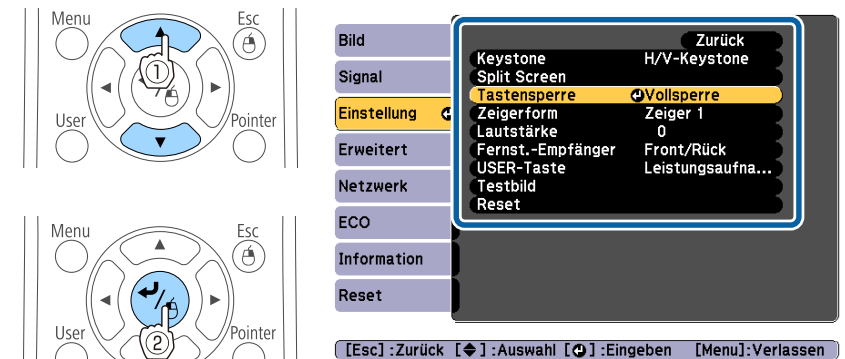 Menu
Esc
①
User
Pointer
Menu
Esc
②
User
Pointer
Bild
Signal
Einstellung
Erweitert
Netzwerk
ECO
Information
Reset
Zurück
Keystone H/V-Keystone
Split Screen
Tastensperre Vollsperre
Zeigerform Zeiger 1
Lautstärke 0
Fernst.-Empfänger Front/Rück
USER-Taste Leistungsaufna...
Testbild
Reset
[Esc] :Zurück [◆] :Auswahl [⏎] :Eingeben [Menu]:Verlassen